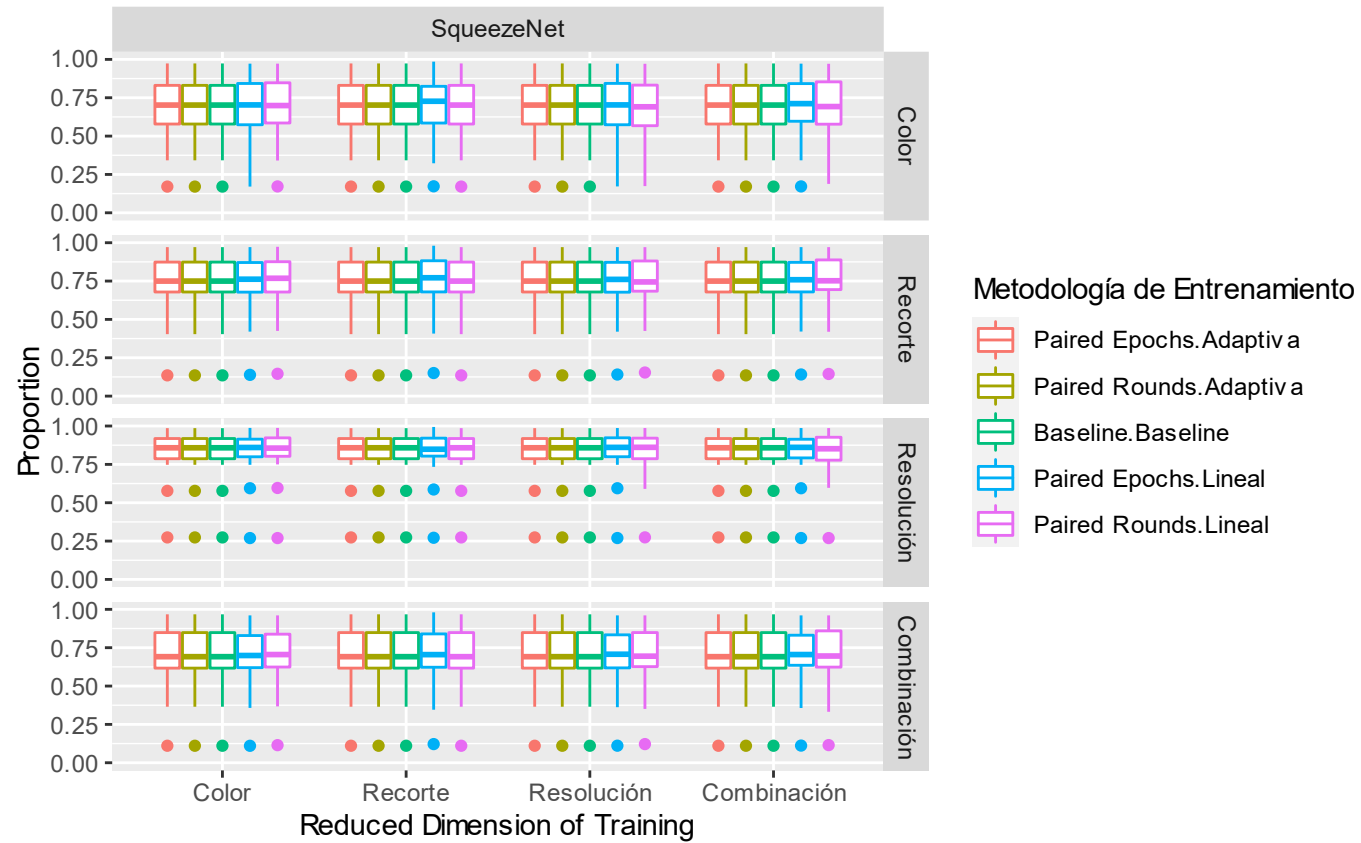 SqueezeNet
1.00
0.75
0.50
0.25
0.00
Color
1.00
0.75
0.50
0.25
0.00
Recorte
1.00
0.75
0.50
0.25
0.00
Resolución
1.00
0.75
0.50
0.25
0.00
Combinación
Proportion
Color Recorte Resolución Combinación
Reduced Dimension of Training
Metodología de Entrenamiento
Paired Epochs.Adaptiva
Paired Rounds.Adaptiva
Baseline.Baseline
Paired Epochs.Lineal
Paired Rounds.Lineal